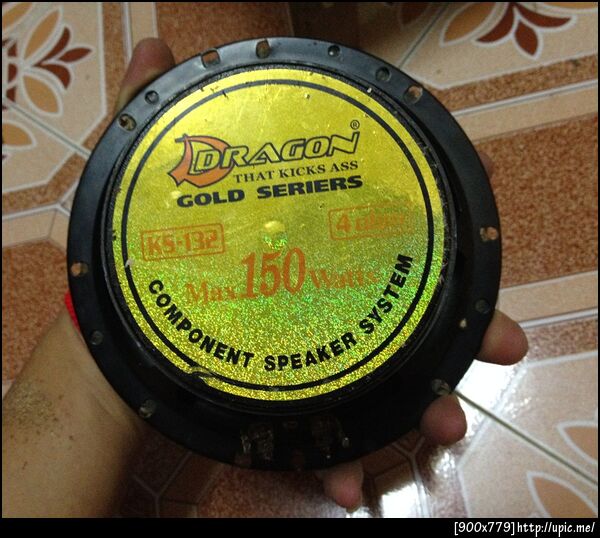 DRAGON®
THAT KICKS ASS
GOLD SERIERS
KS-132
4 ohm
Max 150 Watts
COMPONENT SPEAKER SYSTEM
[900x779] http://upic.me/